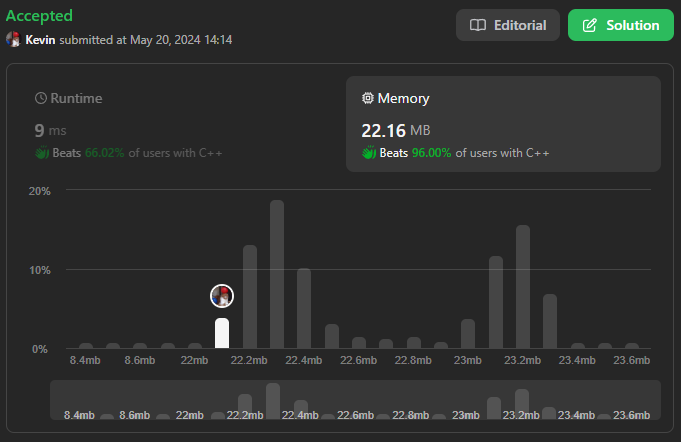 Accepted
Kevin submitted at May 20, 2024 14:14
Editorial
Solution
Runtime
9 ms
Beats 66.02% of users with C++
Memory
22.16 MB
Beats 96.00% of users with C++
20%
10%
0%
8.4mb 8.6mb 22mb 22.2mb 22.4mb 22.6mb 22.8mb 23mb 23.2mb 23.4mb 23.6mb
8.4mb 8.6mb 22mb 22.2mb 22.4mb 22.6mb 22.8mb 23mb 23.2mb 23.4mb 23.6mb